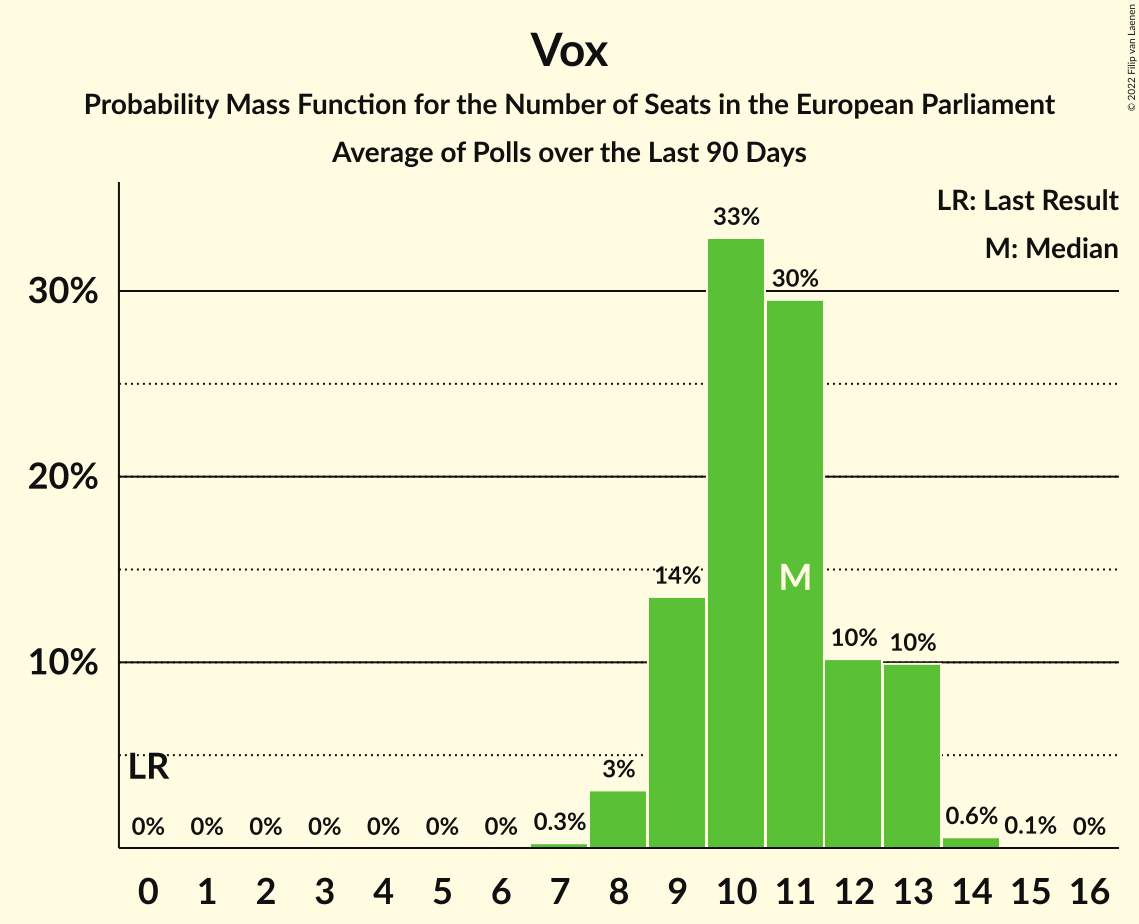 Vox
Probability Mass Function for the Number of Seats in the European Parliament
Average of Polls over the Last 90 Days
© 2022 Filip van Laenen
LR: Last Result
M: Median
30%
20%
10%
33%
30%
14%
M
10%
10%
LR
3%
0%
0%
0%
0%
0%
0%
0%
0.3%
0.6%
0.1%
0%
0 1 2 3 4 5 6 7 8 9 10 11 12 13 14 15 16